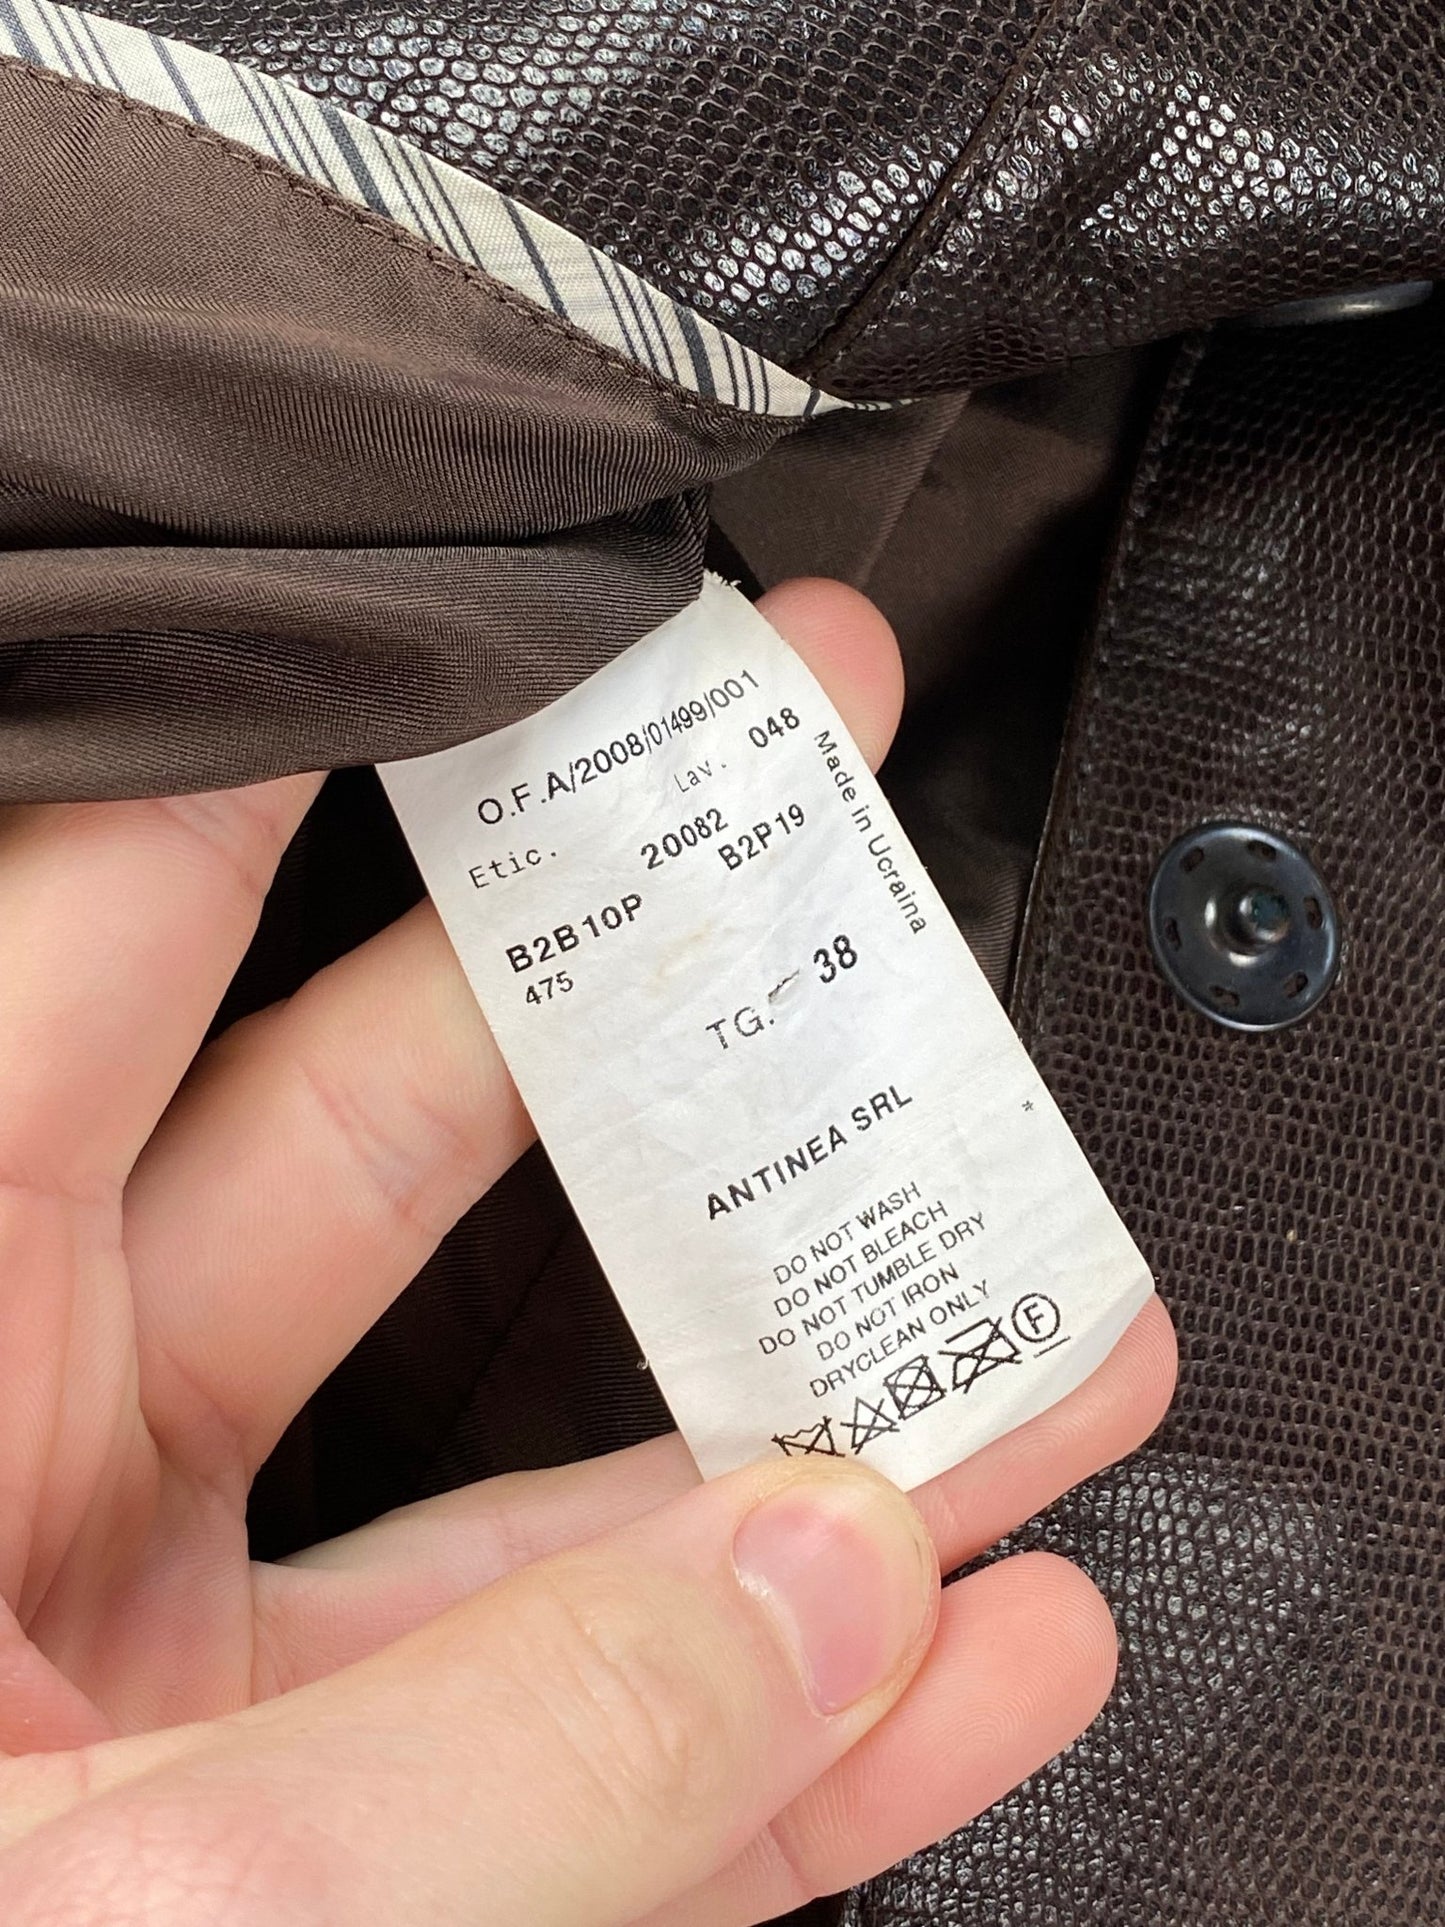 O.F.A/2008/01499/001
Lav. 048
Etic. 20082
B2B10P B2P19
475
Made in Ucraina
TG. 38
ANTINEA SRL
*
DO NOT WASH
DO NOT BLEACH
DO NOT TUMBLE DRY
DO NOT IRON
DRYCLEAN ONLY
F